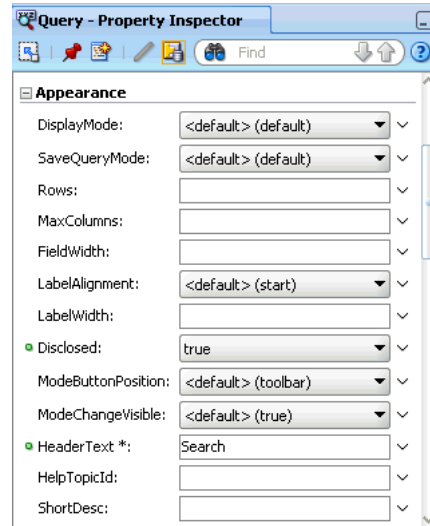 Query - Property Inspector
Find
Appearance
DisplayMode: <default> (default)
SaveQueryMode: <default> (default)
Rows:
MaxColumns:
FieldWidth:
LabelAlignment: <default> (start)
LabelWidth:
Disclosed: true
ModeButtonPosition: <default> (toolbar)
ModeChangeVisible: <default> (true)
HeaderText *: Search
HelpTopicId:
ShortDesc: